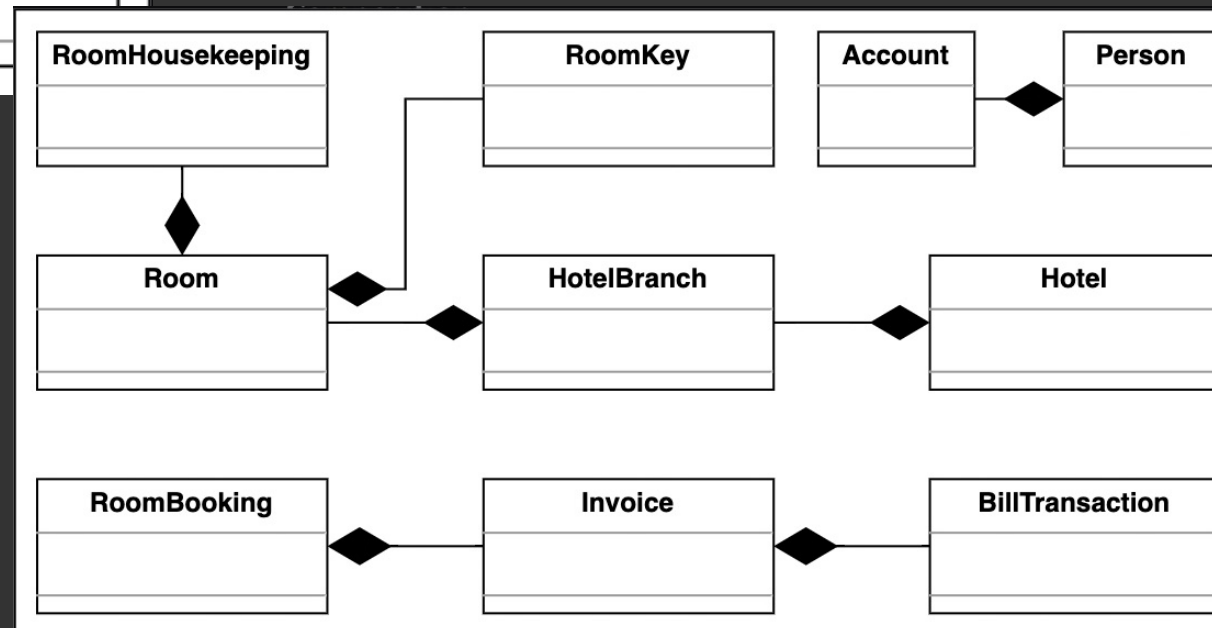 RoomHousekeeping
RoomKey
Account
Person
Room
HotelBranch
Hotel
RoomBooking
Invoice
BillTransaction